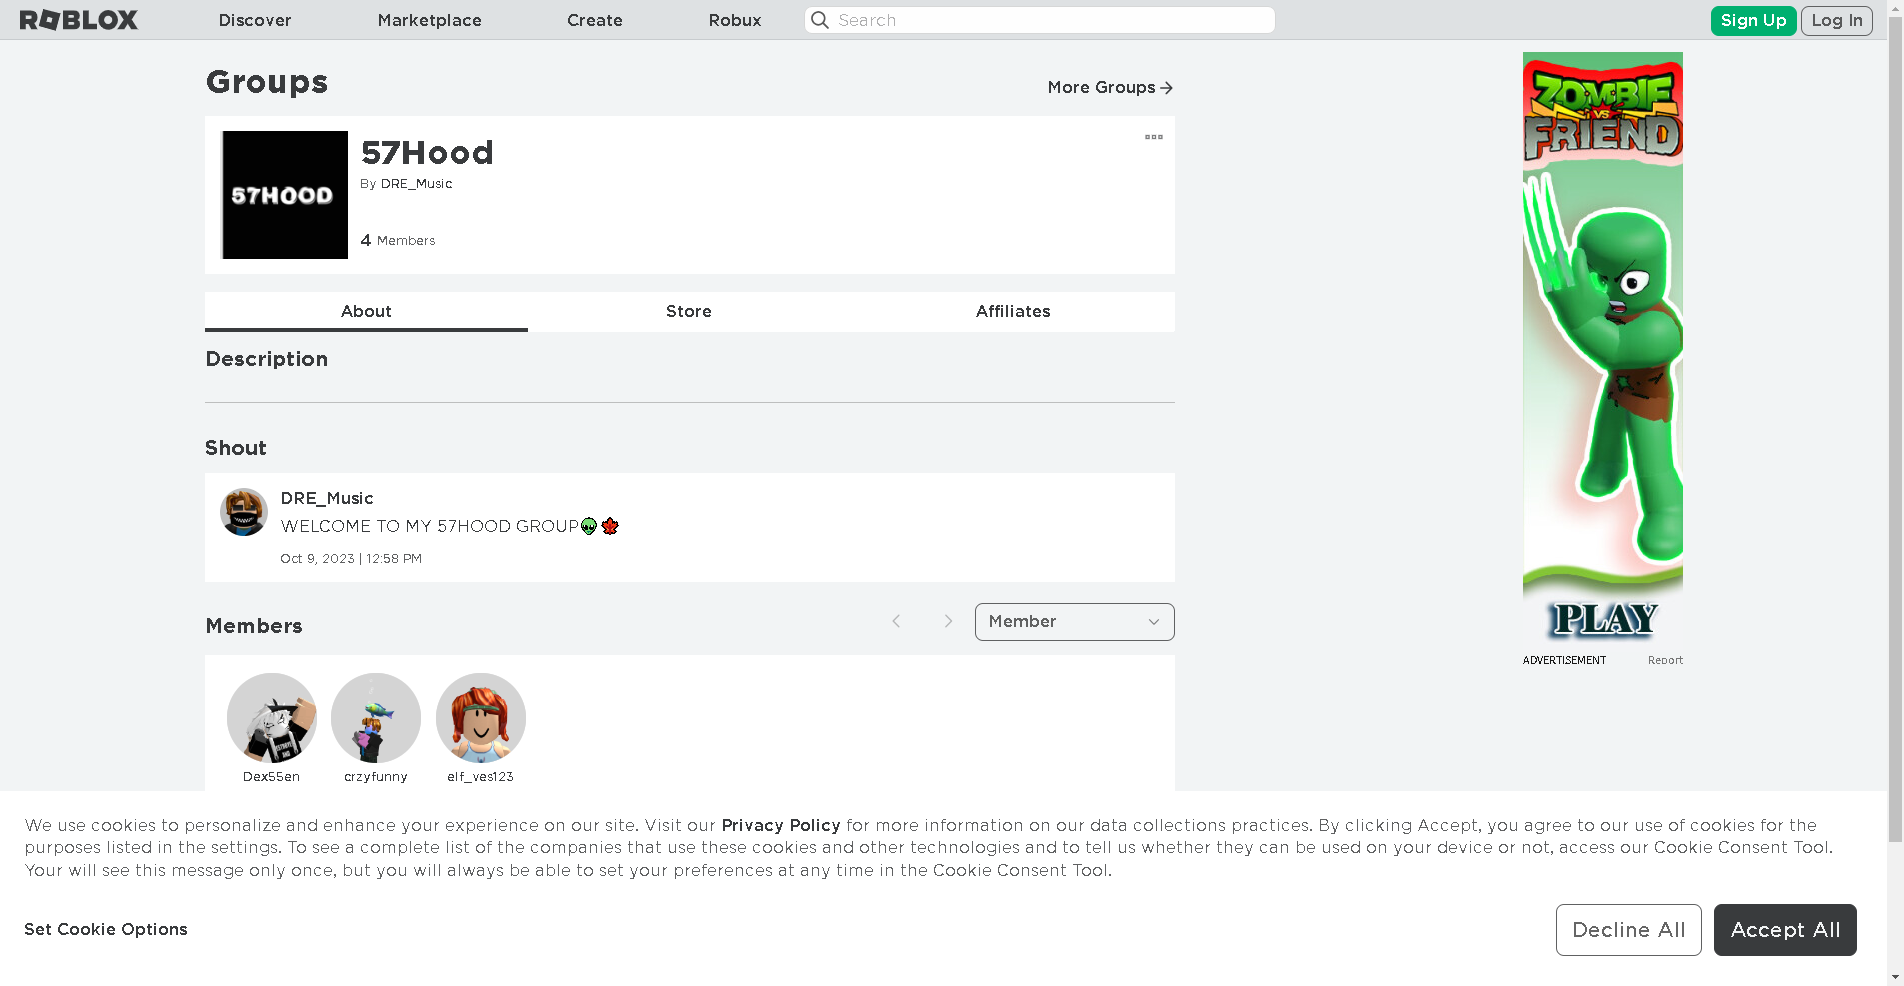 ROBLOX Discover Marketplace Create Robux Search Sign Up Log In
Groups
More Groups
57HOOD
57Hood
By DRE_Music
4 Members
About Store Affiliates
Description
Shout
DRE_Music
WELCOME TO MY 57HOOD GROUP👽🍁
Oct 9, 2023 | 12:58 PM
Members
Member
Dex55en crzyfunny elf_ves123
ZOMBIE
VS
FRIEND
PLAY
ADVERTISEMENT Report
We use cookies to personalize and enhance your experience on our site. Visit our Privacy Policy for more information on our data collections practices. By clicking Accept, you agree to our use of cookies for the
purposes listed in the settings. To see a complete list of the companies that use these cookies and other technologies and to tell us whether they can be used on your device or not, access our Cookie Consent Tool.
Your will see this message only once, but you will always be able to set your preferences at any time in the Cookie Consent Tool.
Set Cookie Options
Decline All
Accept All